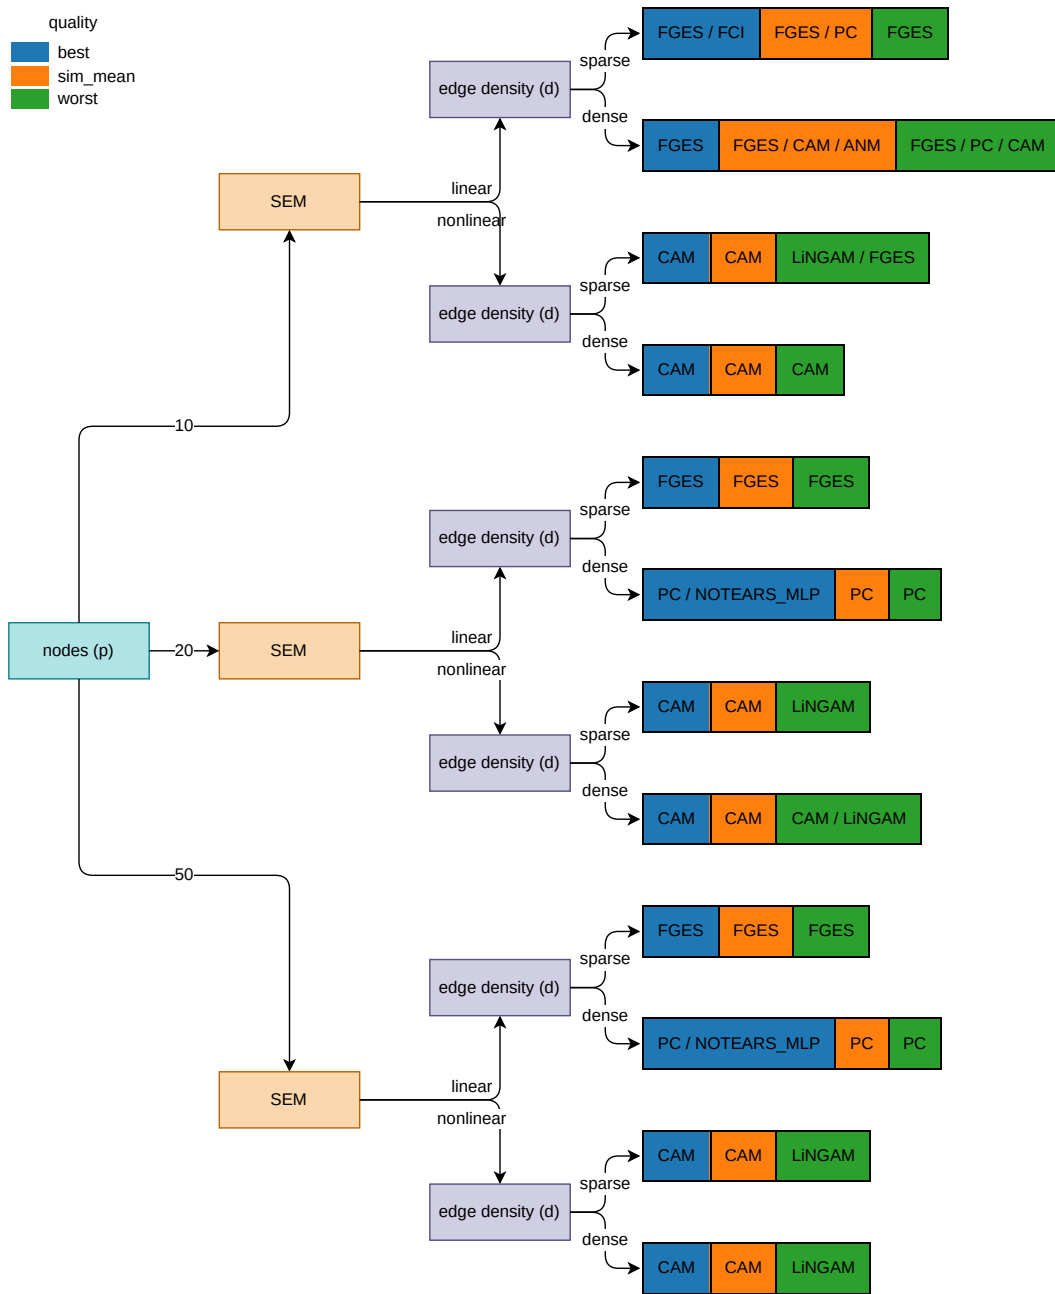 quality
best
sim_mean
worst
nodes (p)
10
SEM
linear
edge density (d)
sparse
FGES / FCI
FGES / PC
FGES
dense
FGES
FGES / CAM / ANM
FGES / PC / CAM
nonlinear
edge density (d)
sparse
CAM
CAM
LiNGAM / FGES
dense
CAM
CAM
CAM
20
SEM
linear
edge density (d)
sparse
FGES
FGES
FGES
dense
PC / NOTEARS_MLP
PC
PC
nonlinear
edge density (d)
sparse
CAM
CAM
LiNGAM
dense
CAM
CAM
CAM / LiNGAM
50
SEM
linear
edge density (d)
sparse
FGES
FGES
FGES
dense
PC / NOTEARS_MLP
PC
PC
nonlinear
edge density (d)
sparse
CAM
CAM
LiNGAM
dense
CAM
CAM
LiNGAM